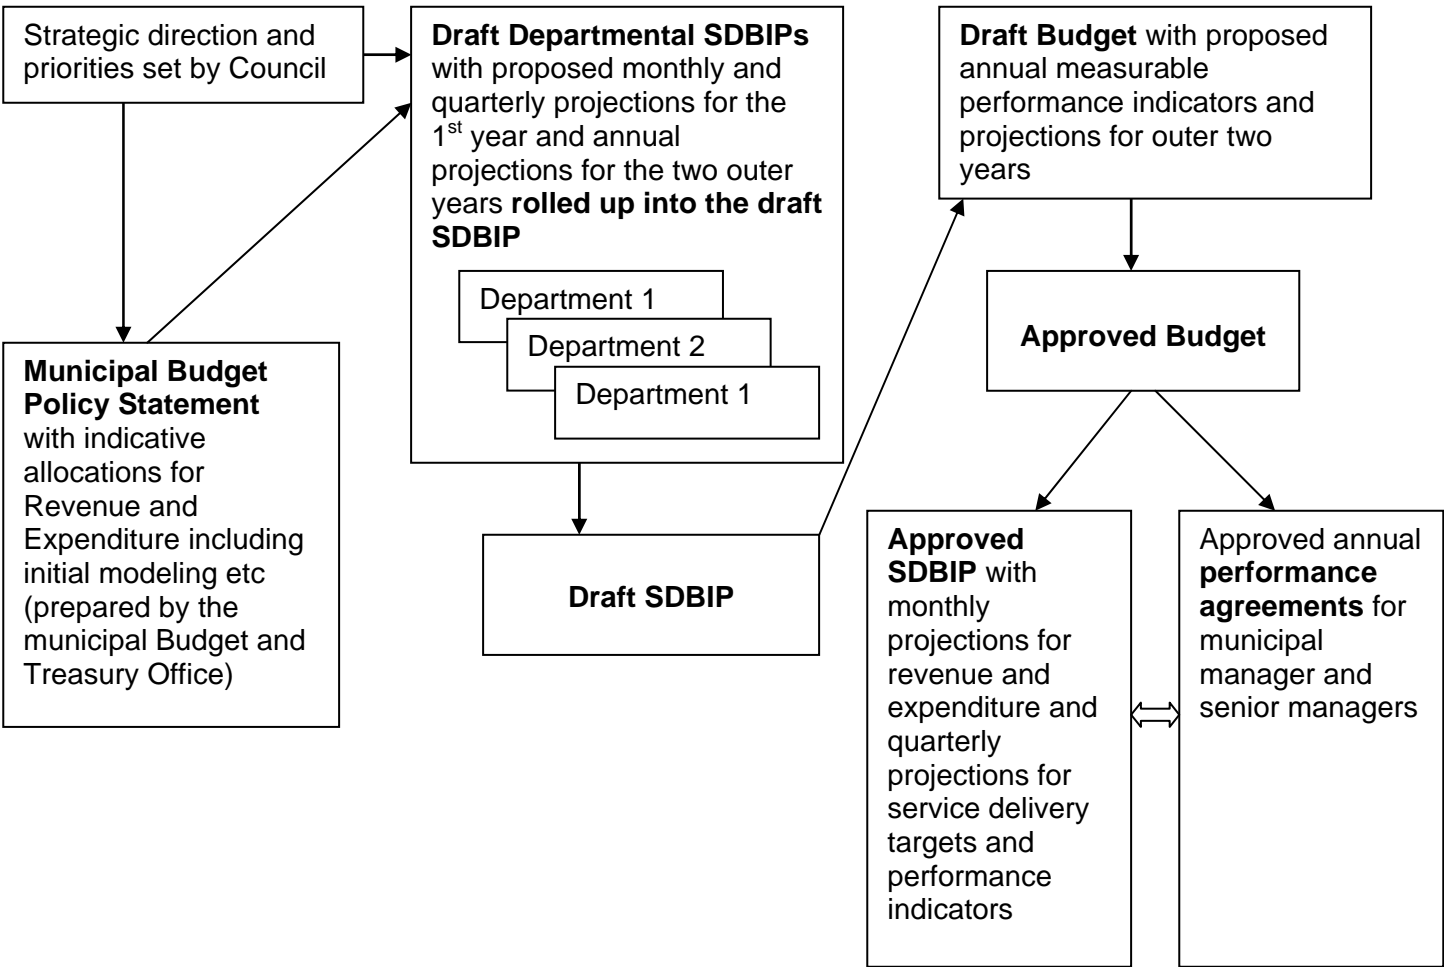 Strategic direction and
priorities set by Council
Municipal Budget
Policy Statement
with indicative
allocations for
Revenue and
Expenditure including
initial modeling etc
(prepared by the
municipal Budget and
Treasury Office)
Draft Departmental SDBIPs
with proposed monthly and
quarterly projections for the
1st year and annual
projections for the two outer
years rolled up into the draft
SDBIP
Department 1
Department 2
Department 1
Draft SDBIP
Draft Budget with proposed
annual measurable
performance indicators and
projections for outer two
years
Approved Budget
Approved
SDBIP with
monthly
projections for
revenue and
expenditure and
quarterly
projections for
service delivery
targets and
performance
indicators
Approved annual
performance
agreements for
municipal
manager and
senior managers